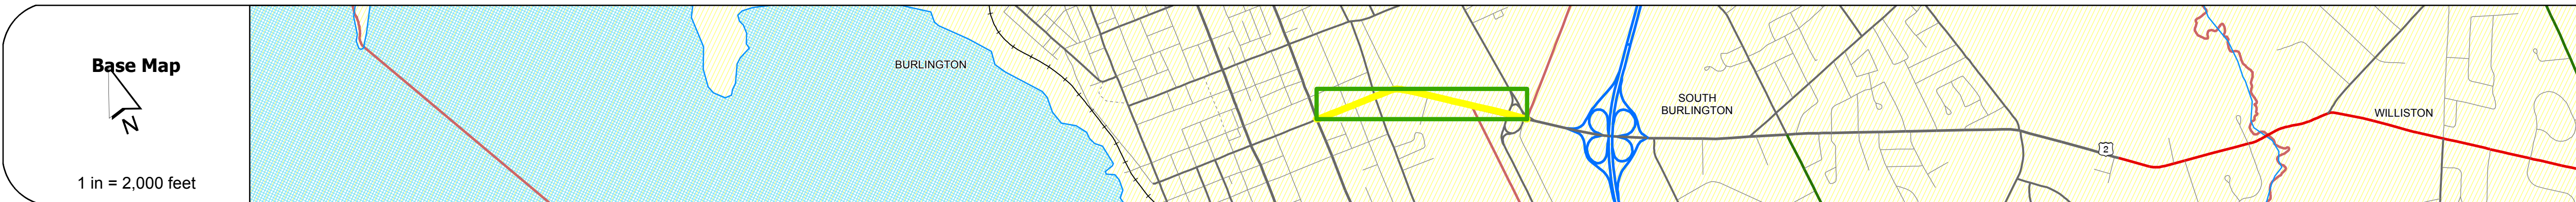 Base Map
N
1 in = 2,000 feet
BURLINGTON
SOUTH
BURLINGTON
2
WILLISTON